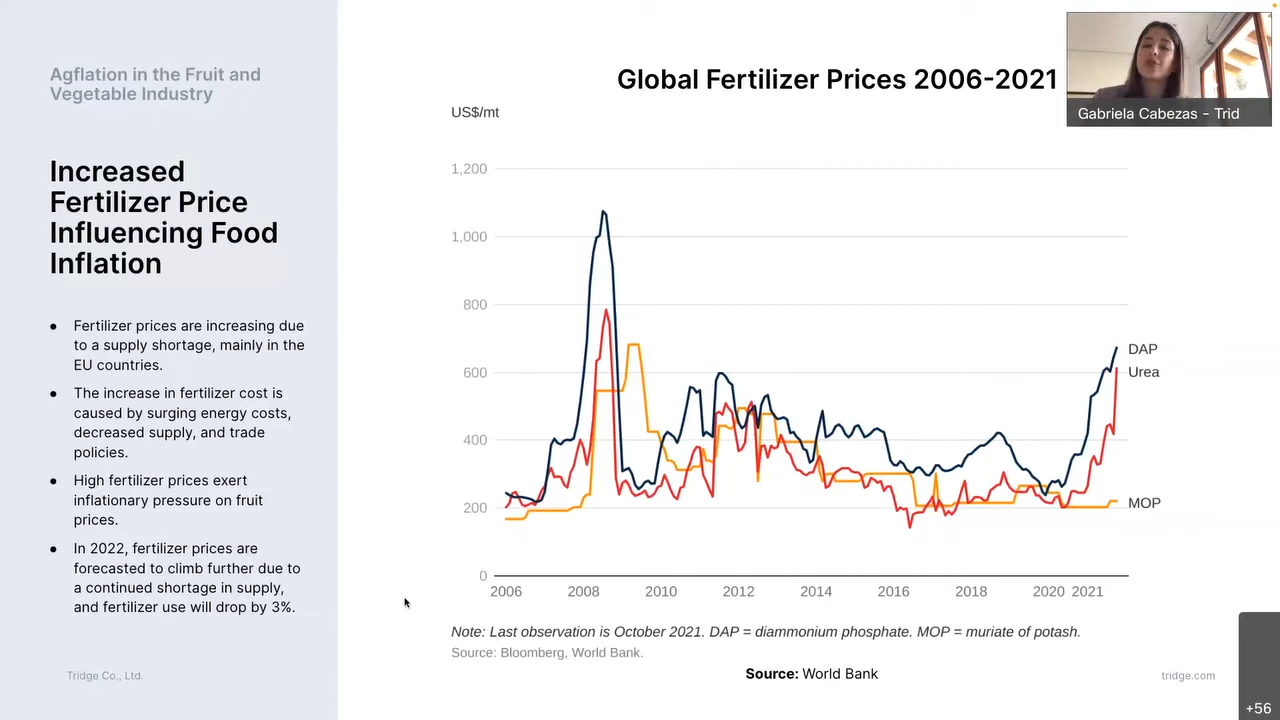 Agflation in the Fruit and
Vegetable Industry
Increased
Fertilizer Price
Influencing Food
Inflation
● Fertilizer prices are increasing due
to a supply shortage, mainly in the
EU countries.
● The increase in fertilizer cost is
caused by surging energy costs,
decreased supply, and trade
policies.
● High fertilizer prices exert
inflationary pressure on fruit
prices.
● In 2022, fertilizer prices are
forecasted to climb further due to
a continued shortage in supply,
and fertilizer use will drop by 3%.
Tridge Co., Ltd.
Global Fertilizer Prices 2006-2021
US$/mt
1,200
1,000
800
600
400
200
0
2006 2008 2010 2012 2014 2016 2018 2020 2021
DAP
Urea
MOP
Note: Last observation is October 2021. DAP = diammonium phosphate. MOP = muriate of potash.
Source: Bloomberg, World Bank.
Source: World Bank
tridge.com
Gabriela Cabezas - Trid
+56